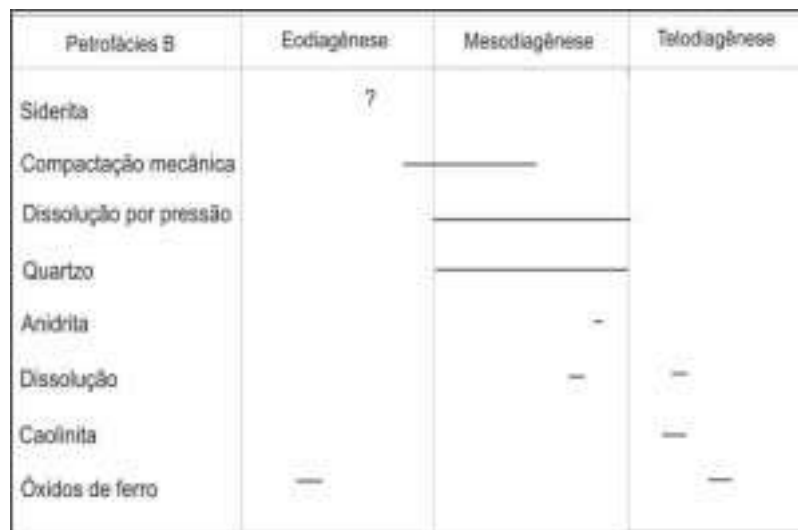 Petrofácies B Eodiagênese Mesodiagênese Telodiagênese
Siderita ?
Compactação mecânica
Dissolução por pressão
Quartzo
Anidrita
Dissolução
Caolinita
Óxidos de ferro